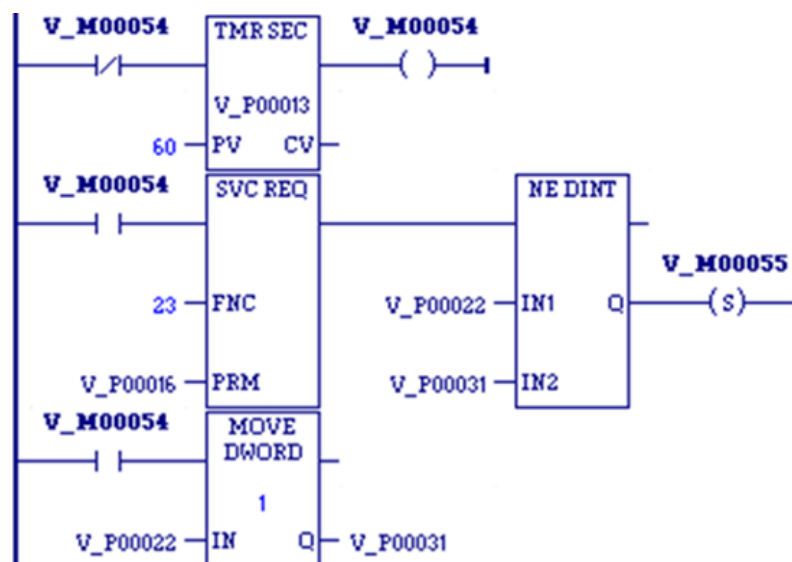 V_M00054 TMR SEC V_M00054
V_P00013
60 PV CV
V_M00054 SVC REQ NE DINT
V_M00055
23 FNC V_P00022 IN1 Q (S)
V_P00016 PRM V_P00031 IN2
V_M00054 MOVE
DWORD
1
V_P00022 IN Q V_P00031